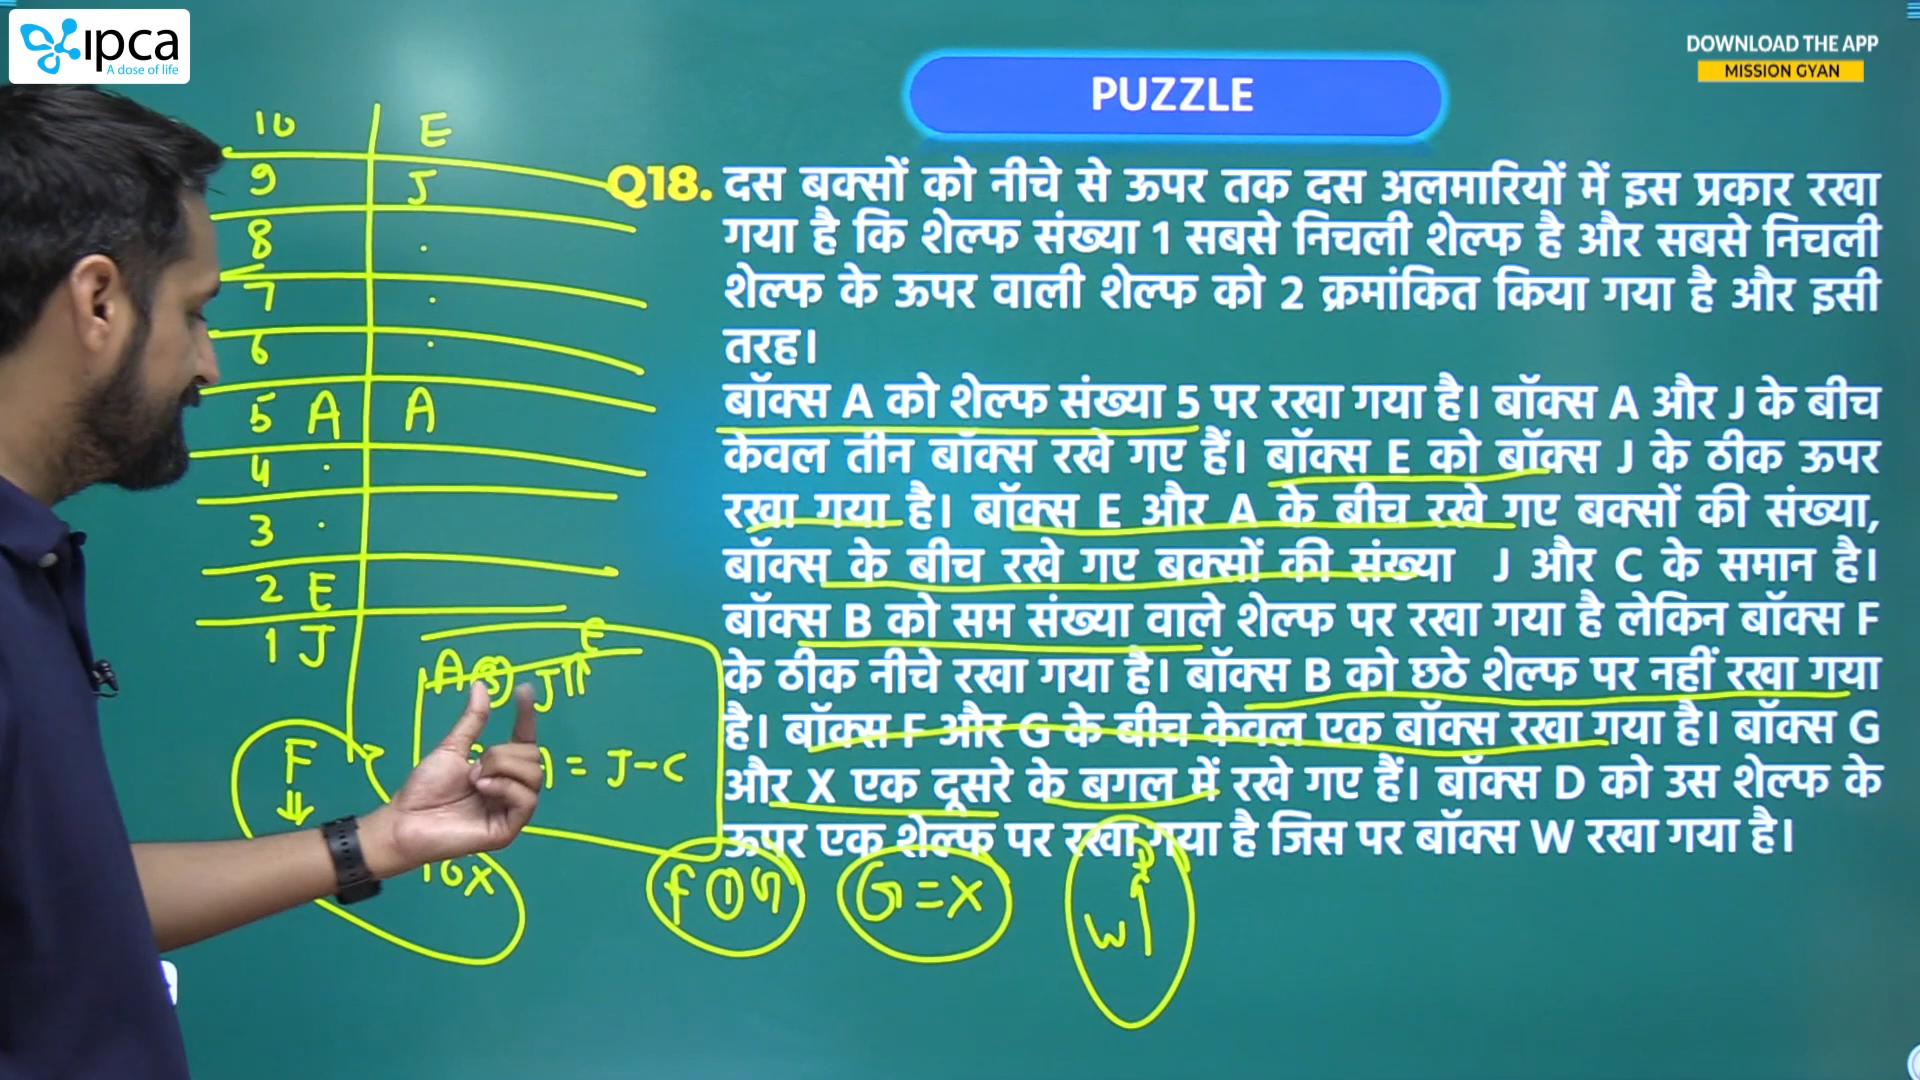 ipca
A dose of life
DOWNLOAD THE APP
MISSION GYAN
PUZZLE
Q18. दस बक्सों को नीचे से ऊपर तक दस अलमारियों में इस प्रकार रखा
गया है कि शेल्फ संख्या 1 सबसे निचली शेल्फ है और सबसे निचली
शेल्फ के ऊपर वाली शेल्फ को 2 क्रमांकित किया गया है और इसी
तरह।
बॉक्स A को शेल्फ संख्या 5 पर रखा गया है। बॉक्स A और J के बीच
केवल तीन बॉक्स रखे गए हैं। बॉक्स E को बॉक्स J के ठीक ऊपर
रखा गया है। बॉक्स E और A के बीच रखे गए बक्सों की संख्या,
बॉक्स के बीच रखे गए बक्सों की संख्या J और C के समान है।
बॉक्स B को सम संख्या वाले शेल्फ पर रखा गया है लेकिन बॉक्स F
के ठीक नीचे रखा गया है। बॉक्स B को छठे शेल्फ पर नहीं रखा गया
है। बॉक्स F और G के बीच केवल एक बॉक्स रखा गया है। बॉक्स G
और X एक दूसरे के बगल में रखे गए हैं। बॉक्स D को उस शेल्फ के
ऊपर एक शेल्फ पर रखा गया है जिस पर बॉक्स W रखा गया है।
10 E
9 J
8 .
7 .
6 .
5 A A
4 .
3 .
2 E
1 J
A 3 J E
= J-C
F
F 1 G
G = X
W